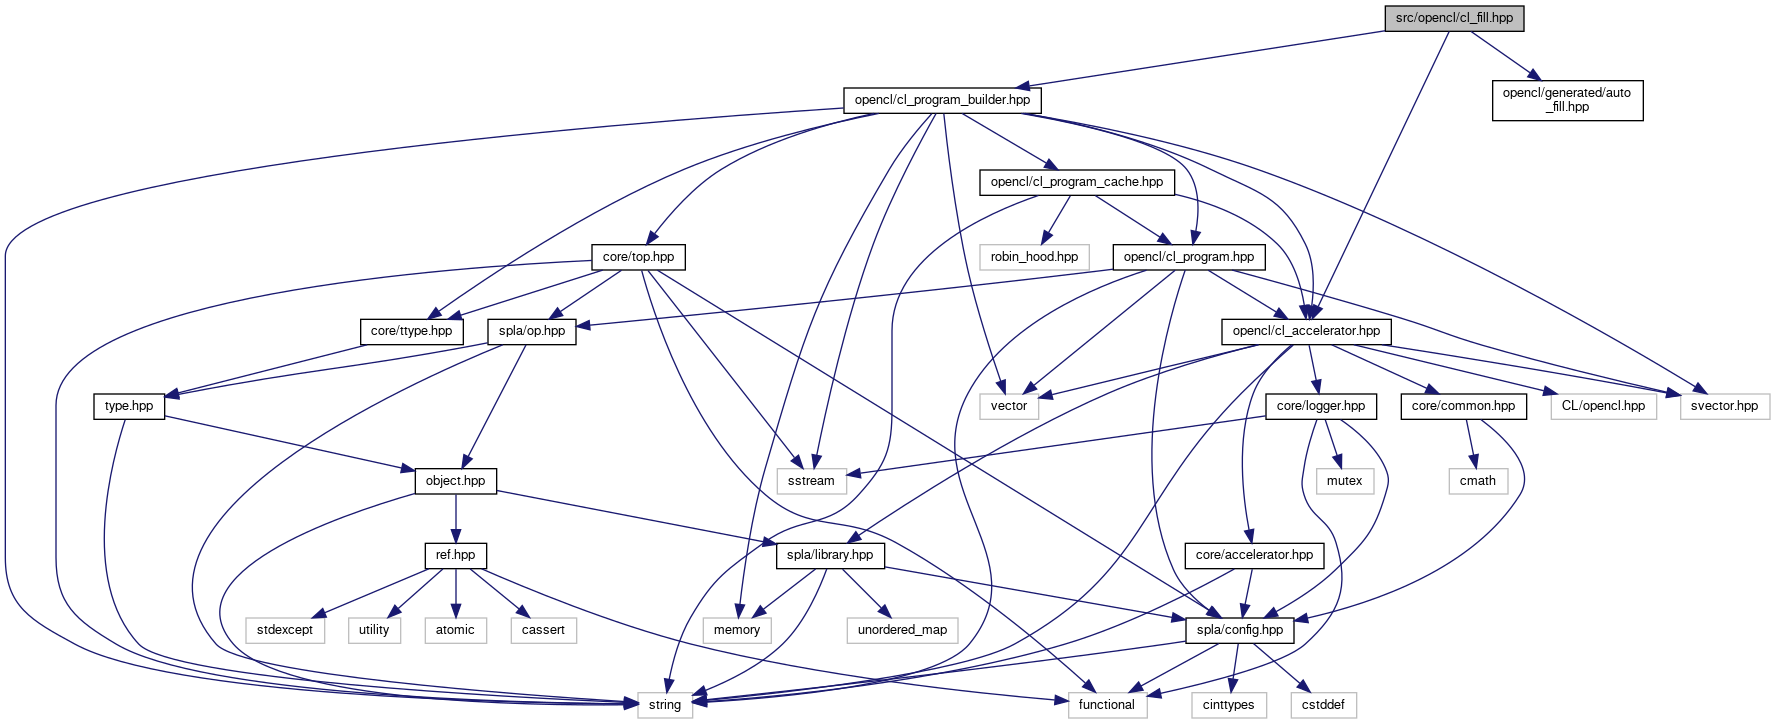 src/opencl/cl_fill.hpp
opencl/cl_program_builder.hpp
opencl/generated/auto
_fill.hpp
opencl/cl_program_cache.hpp
core/top.hpp
robin_hood.hpp
opencl/cl_program.hpp
core/ttype.hpp
spla/op.hpp
opencl/cl_accelerator.hpp
type.hpp
vector
core/logger.hpp
core/common.hpp
CL/opencl.hpp
svector.hpp
object.hpp
sstream
mutex
cmath
ref.hpp
spla/library.hpp
core/accelerator.hpp
stdexcept
utility
atomic
cassert
memory
unordered_map
spla/config.hpp
string
functional
cinttypes
cstddef